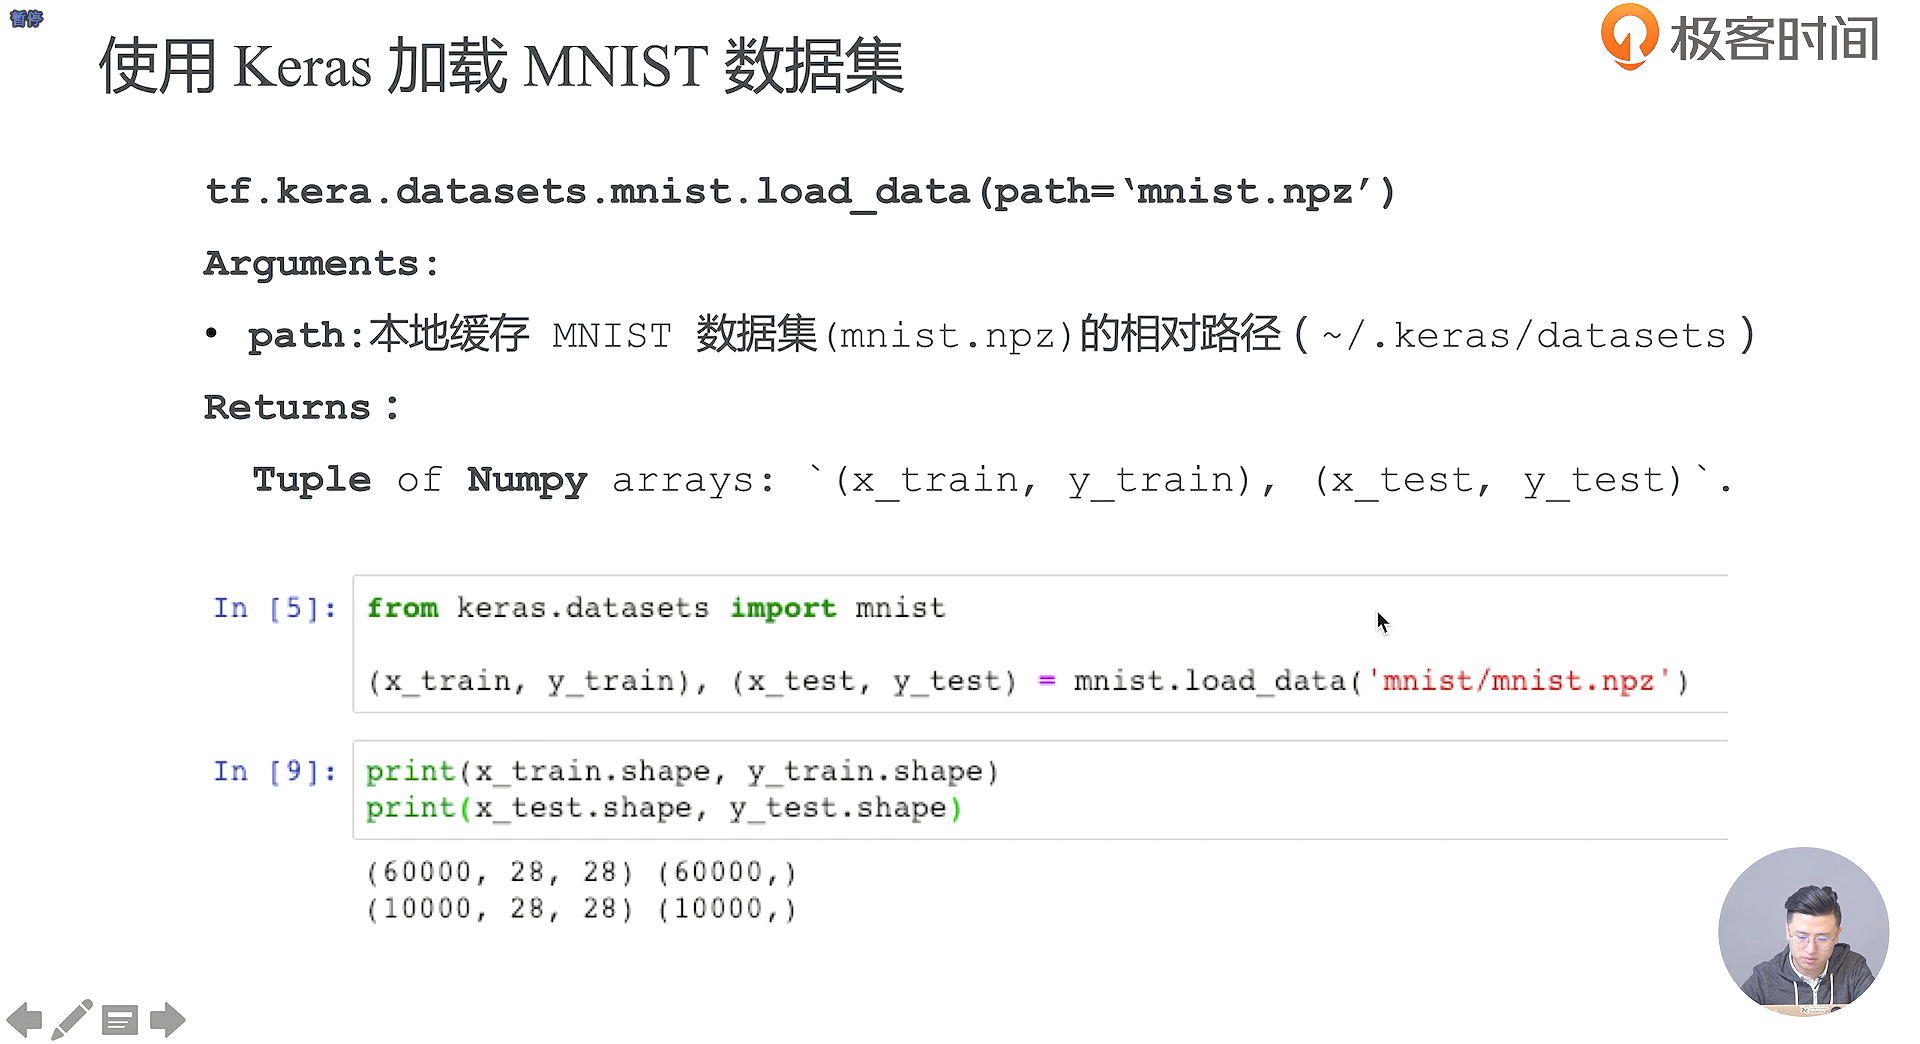 暂停
使用 Keras 加载 MNIST 数据集
极客时间
tf.kera.datasets.mnist.load_data(path=‘mnist.npz’)
Arguments:
• path:本地缓存 MNIST 数据集(mnist.npz)的相对路径(~/.keras/datasets)
Returns:
Tuple of Numpy arrays: `(x_train, y_train), (x_test, y_test)`.
In [5]: from keras.datasets import mnist
(x_train, y_train), (x_test, y_test) = mnist.load_data('mnist/mnist.npz')
In [9]: print(x_train.shape, y_train.shape)
print(x_test.shape, y_test.shape)
(60000, 28, 28) (60000,)
(10000, 28, 28) (10000,)